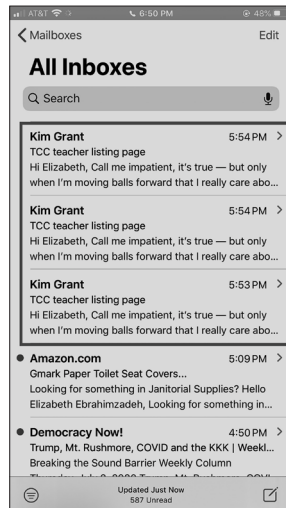 AT&T 6:50 PM 48%
Mailboxes Edit
All Inboxes
Search
Kim Grant 5:54 PM
TCC teacher listing page
Hi Elizabeth, Call me impatient, it's true — but only
when I'm moving balls forward that I really care abo...
Kim Grant 5:54 PM
TCC teacher listing page
Hi Elizabeth, Call me impatient, it's true — but only
when I'm moving balls forward that I really care abo...
Kim Grant 5:53 PM
TCC teacher listing page
Hi Elizabeth, Call me impatient, it's true — but only
when I'm moving balls forward that I really care abo...
Amazon.com 5:09 PM
Gmark Paper Toilet Seat Covers...
Looking for something in Janitorial Supplies? Hello
Elizabeth Ebrahimzadeh, Looking for something in...
Democracy Now! 4:50 PM
Trump, Mt. Rushmore, COVID and the KKK | Weekl...
Breaking the Sound Barrier Weekly Column
Updated Just Now
587 Unread